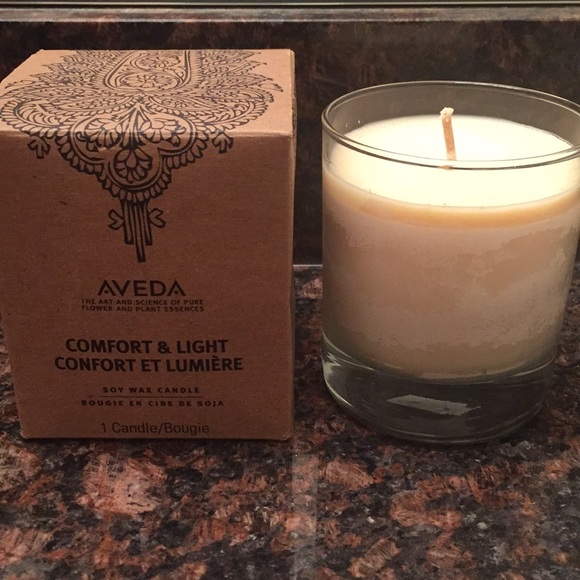 AVEDA
THE ART AND SCIENCE OF PURE
FLOWER AND PLANT ESSENCES
COMFORT & LIGHT
CONFORT ET LUMIÈRE
SOY WAX CANDLE
BOUGIE EN CIRE DE SOJA
1 Candle/Bougie